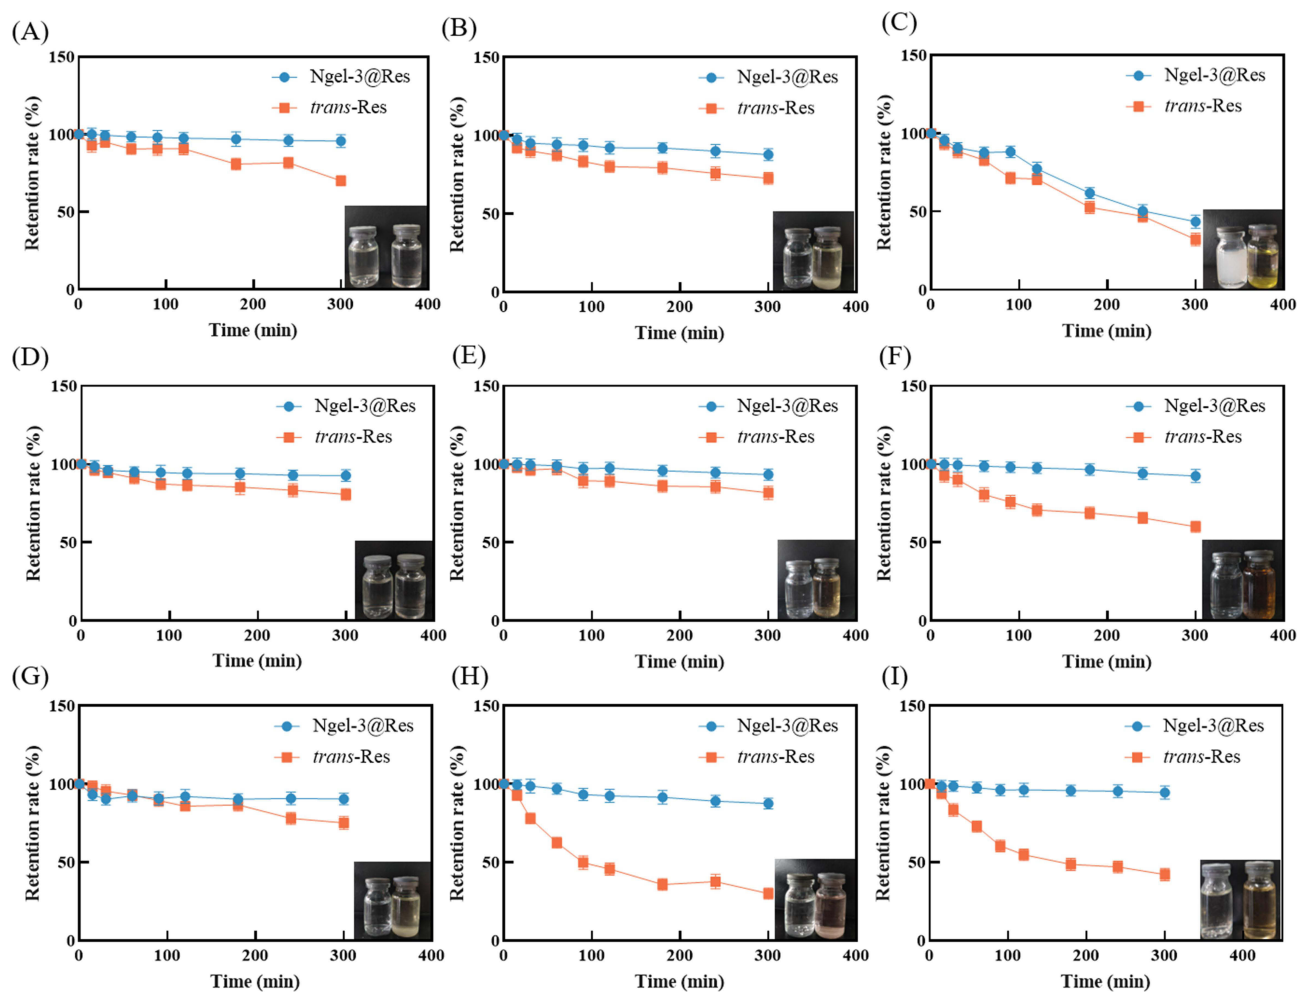 (A)
150
100
50
0
Retention rate (%)
Ngel-3@Res
trans-Res
0 100 200 300 400
Time (min)
(B)
150
100
50
0
Retention rate (%)
Ngel-3@Res
trans-Res
0 100 200 300 400
Time (min)
(C)
150
100
50
0
Retention rate (%)
Ngel-3@Res
trans-Res
0 100 200 300 400
Time (min)
(D)
150
100
50
0
Retention rate (%)
Ngel-3@Res
trans-Res
0 100 200 300 400
Time (min)
(E)
150
100
50
0
Retention rate (%)
Ngel-3@Res
trans-Res
0 100 200 300 400
Time (min)
(F)
150
100
50
0
Retention rate (%)
Ngel-3@Res
trans-Res
0 100 200 300 400
Time (min)
(G)
150
100
50
0
Retention rate (%)
Ngel-3@Res
trans-Res
0 100 200 300 400
Time (min)
(H)
150
100
50
0
Retention rate (%)
Ngel-3@Res
trans-Res
0 100 200 300 400
Time (min)
(I)
150
100
50
0
Retention rate (%)
Ngel-3@Res
trans-Res
0 100 200 300 400
Time (min)